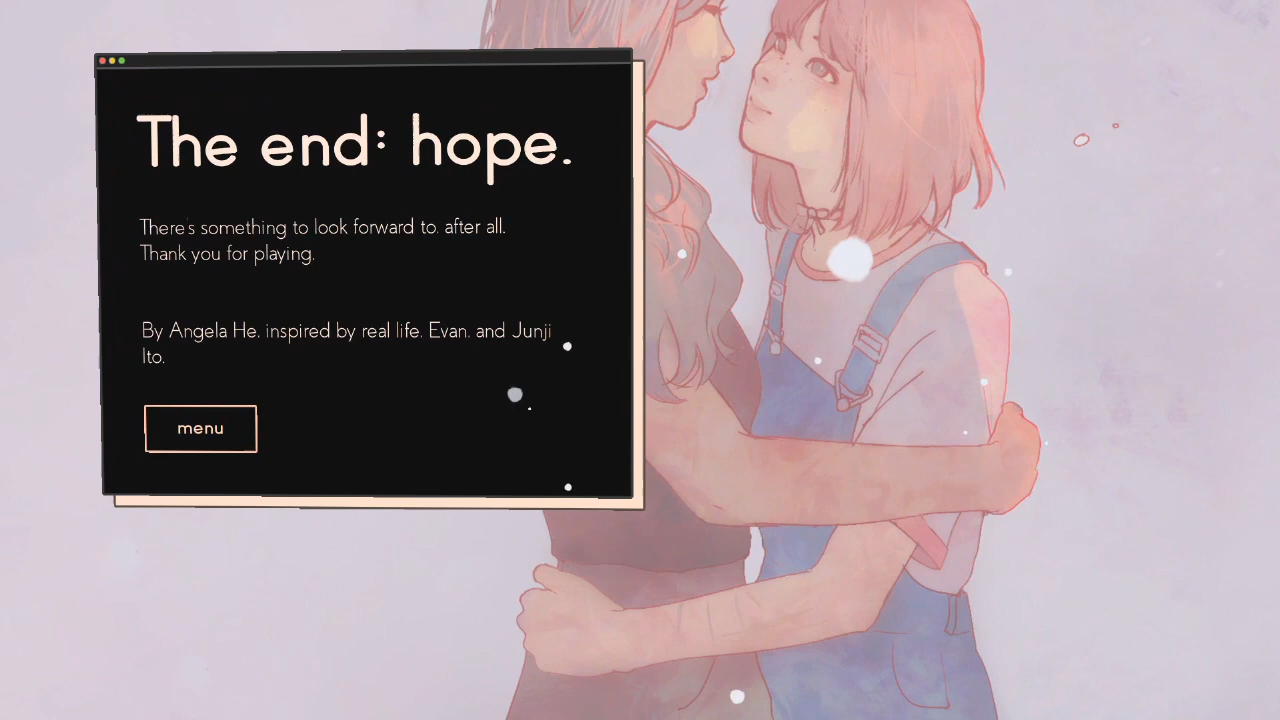 The end: hope.
There's something to look forward to, after all.
Thank you for playing.
By Angela He, inspired by real life, Evan, and Junji
Ito.
menu